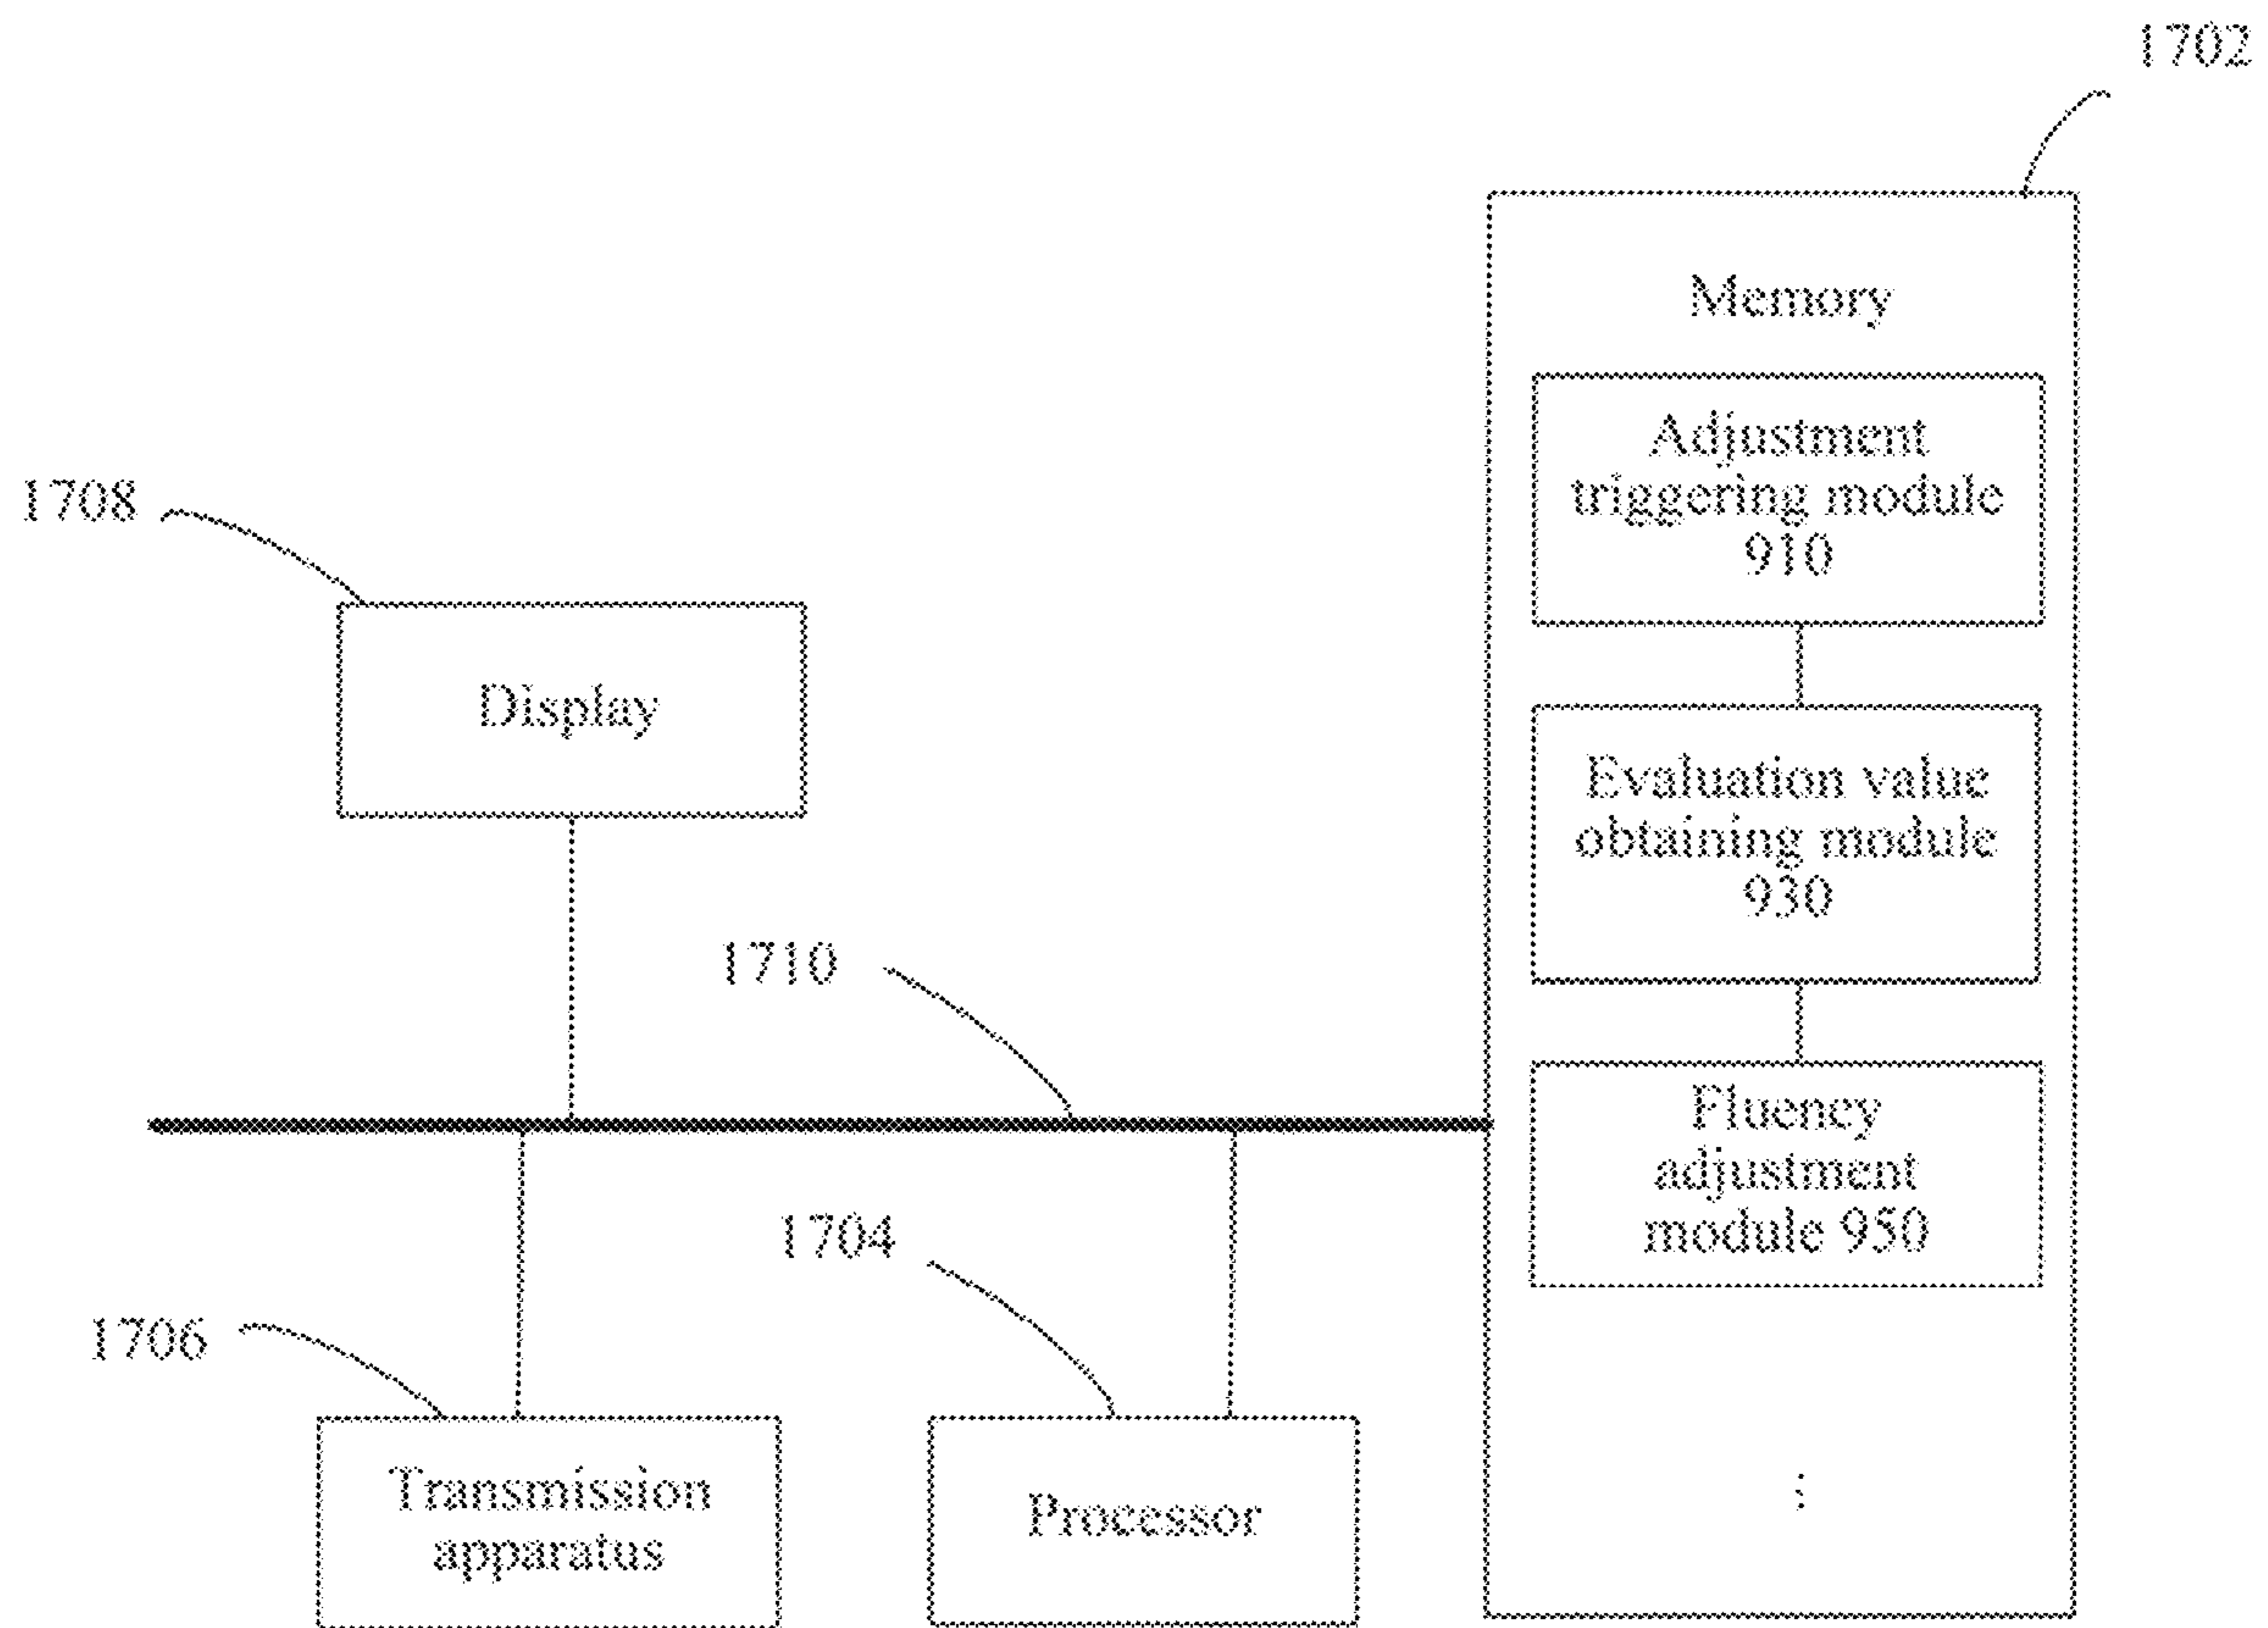 1702
Memory
Adjustment
triggering module
910
1708
Display
Evaluation value
obtaining module
930
1710
Fluency
adjustment
module 950
1704
1706
Transmission
apparatus
Processor
⋮